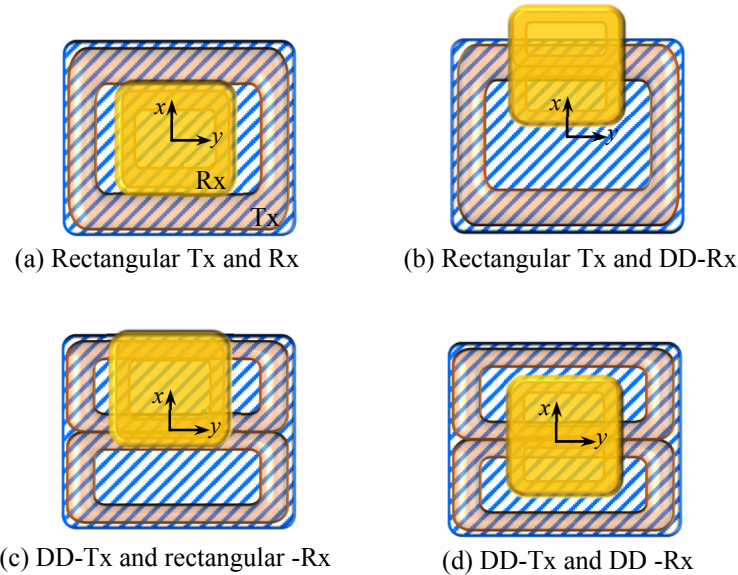 x
y
Rx
Tx
(a) Rectangular Tx and Rx
x
y
(b) Rectangular Tx and DD-Rx
x
y
(c) DD-Tx and rectangular -Rx
x
y
(d) DD-Tx and DD -Rx